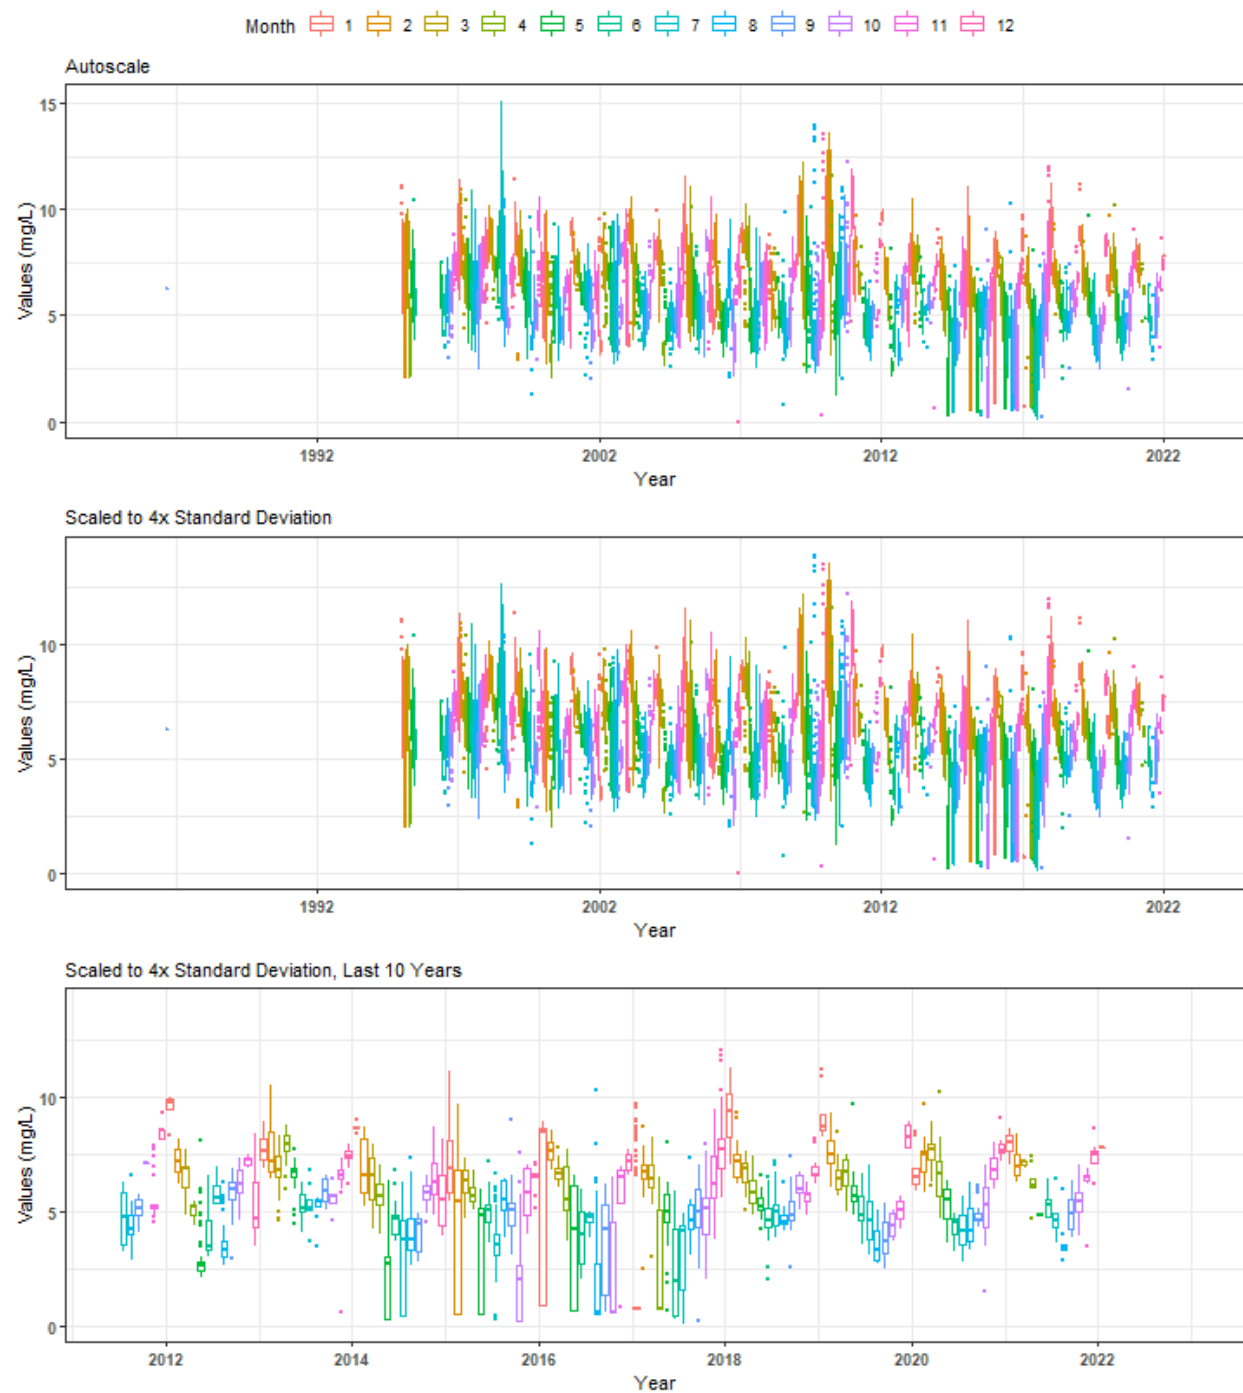 Month 1 2 3 4 5 6 7 8 9 10 11 12
Autoscale
15
10
5
0
Values (mg/L)
1992 2002 2012 2022
Year
Scaled to 4x Standard Deviation
10
5
0
Values (mg/L)
1992 2002 2012 2022
Year
Scaled to 4x Standard Deviation, Last 10 Years
10
5
0
Values (mg/L)
2012 2014 2016 2018 2020 2022
Year